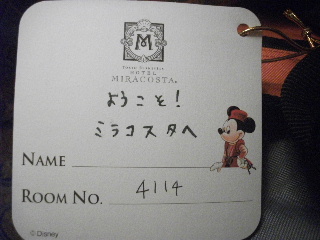 M
TOKYO DISNEYSEA
HOTEL
MIRACOSTA®
ようこそ!
ミラコスタへ
NAME
ROOM NO. 4114
© Disney